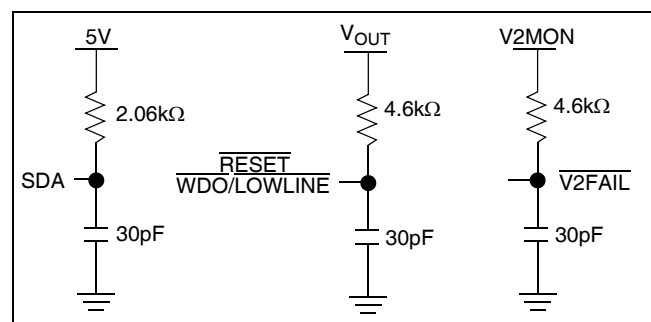 5V
2.06kΩ
SDA
30pF
VOUT
4.6kΩ
RESET
WDO/LOWLINE
30pF
V2MON
4.6kΩ
V2FAIL
30pF